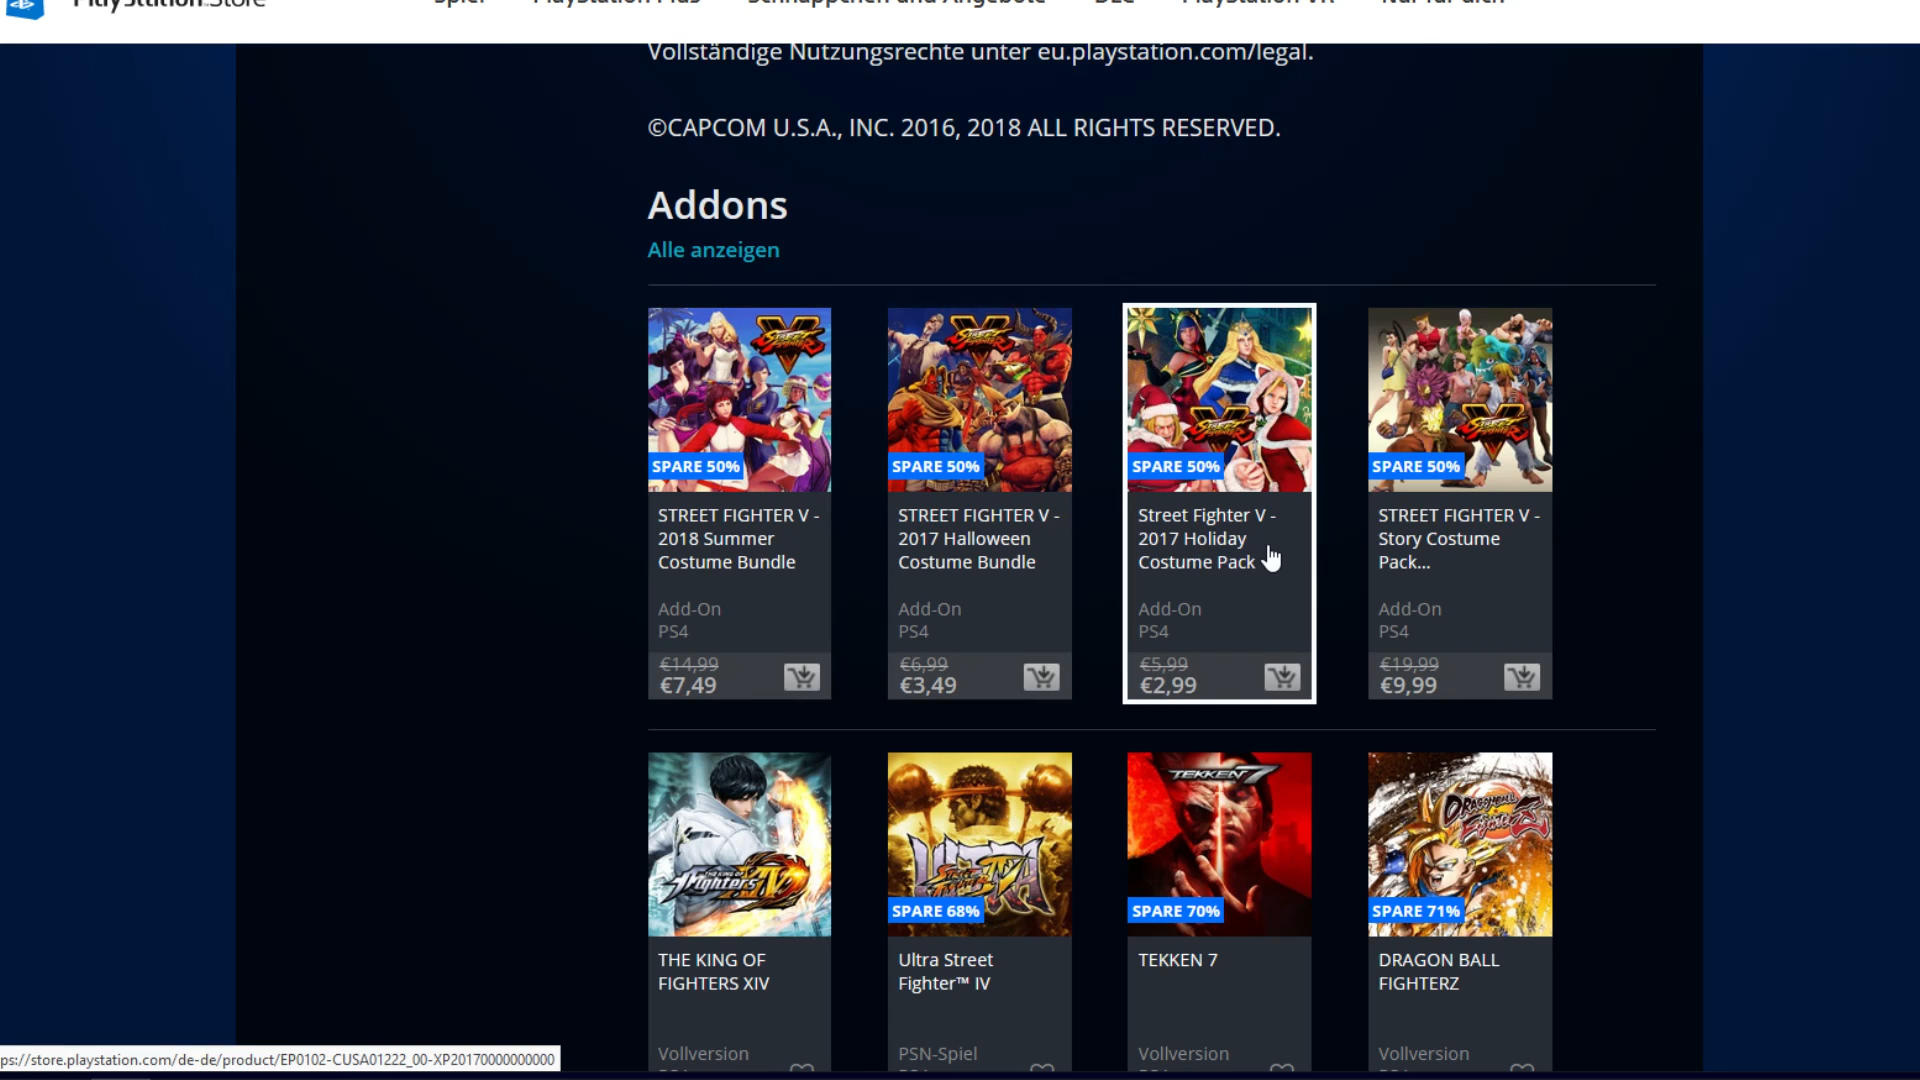 Vollständige Nutzungsrechte unter eu.playstation.com/legal.
©CAPCOM U.S.A., INC. 2016, 2018 ALL RIGHTS RESERVED.
Addons
Alle anzeigen
SPARE 50% SPARE 50% SPARE 50% SPARE 50%
STREET FIGHTER V -
2018 Summer
Costume Bundle
Add-On
PS4
€14,99
€7,49
STREET FIGHTER V -
2017 Halloween
Costume Bundle
Add-On
PS4
€6,99
€3,49
Street Fighter V -
2017 Holiday
Costume Pack
Add-On
PS4
€5,99
€2,99
STREET FIGHTER V -
Story Costume
Pack...
Add-On
PS4
€19,99
€9,99
THE KING OF
FIGHTERS XIV
Vollversion
ULTRA
SPARE 68%
Ultra Street
Fighter™ IV
PSN-Spiel
TEKKEN 7
SPARE 70%
TEKKEN 7
Vollversion
DRAGONBALL
SPARE 71%
DRAGON BALL
FIGHTERZ
Vollversion
ps://store.playstation.com/de-de/product/EP0102-CUSA01222_00-XP20170000000000